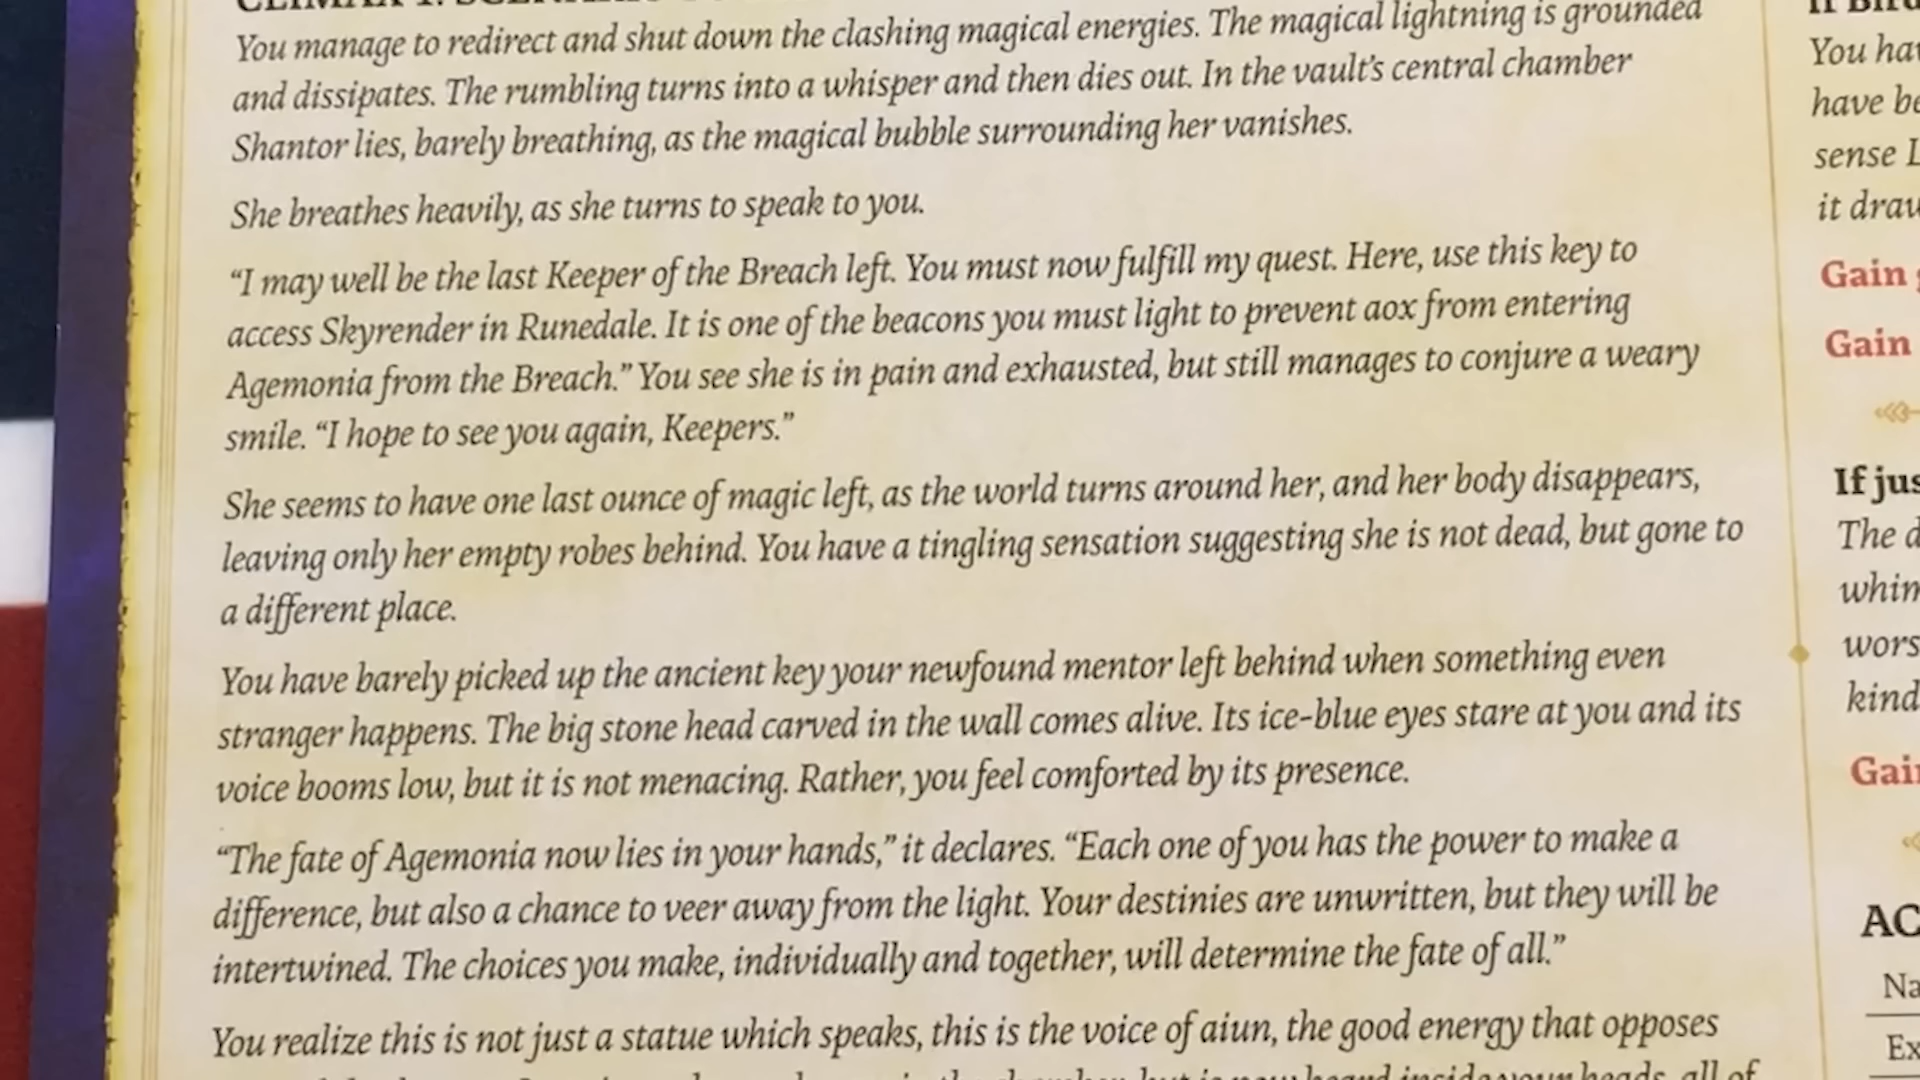 CLIMAX 1:
You manage to redirect and shut down the clashing magical energies. The magical lightning is grounded
and dissipates. The rumbling turns into a whisper and then dies out. In the vault's central chamber
Shantor lies, barely breathing, as the magical bubble surrounding her vanishes.
She breathes heavily, as she turns to speak to you.
“I may well be the last Keeper of the Breach left. You must now fulfill my quest. Here, use this key to
access Skyrender in Runedale. It is one of the beacons you must light to prevent aox from entering
Agemonia from the Breach.” You see she is in pain and exhausted, but still manages to conjure a weary
smile. “I hope to see you again, Keepers.”
She seems to have one last ounce of magic left, as the world turns around her, and her body disappears,
leaving only her empty robes behind. You have a tingling sensation suggesting she is not dead, but gone to
a different place.
You have barely picked up the ancient key your newfound mentor left behind when something even
stranger happens. The big stone head carved in the wall comes alive. Its ice-blue eyes stare at you and its
voice booms low, but it is not menacing. Rather, you feel comforted by its presence.
“The fate of Agemonia now lies in your hands,” it declares. “Each one of you has the power to make a
difference, but also a chance to veer away from the light. Your destinies are unwritten, but they will be
intertwined. The choices you make, individually and together, will determine the fate of all.”
You realize this is not just a statue which speaks, this is the voice of aiun, the good energy that opposes
all of
If
You
have
sense
it
Gain
Gain
If
The
it
Gain